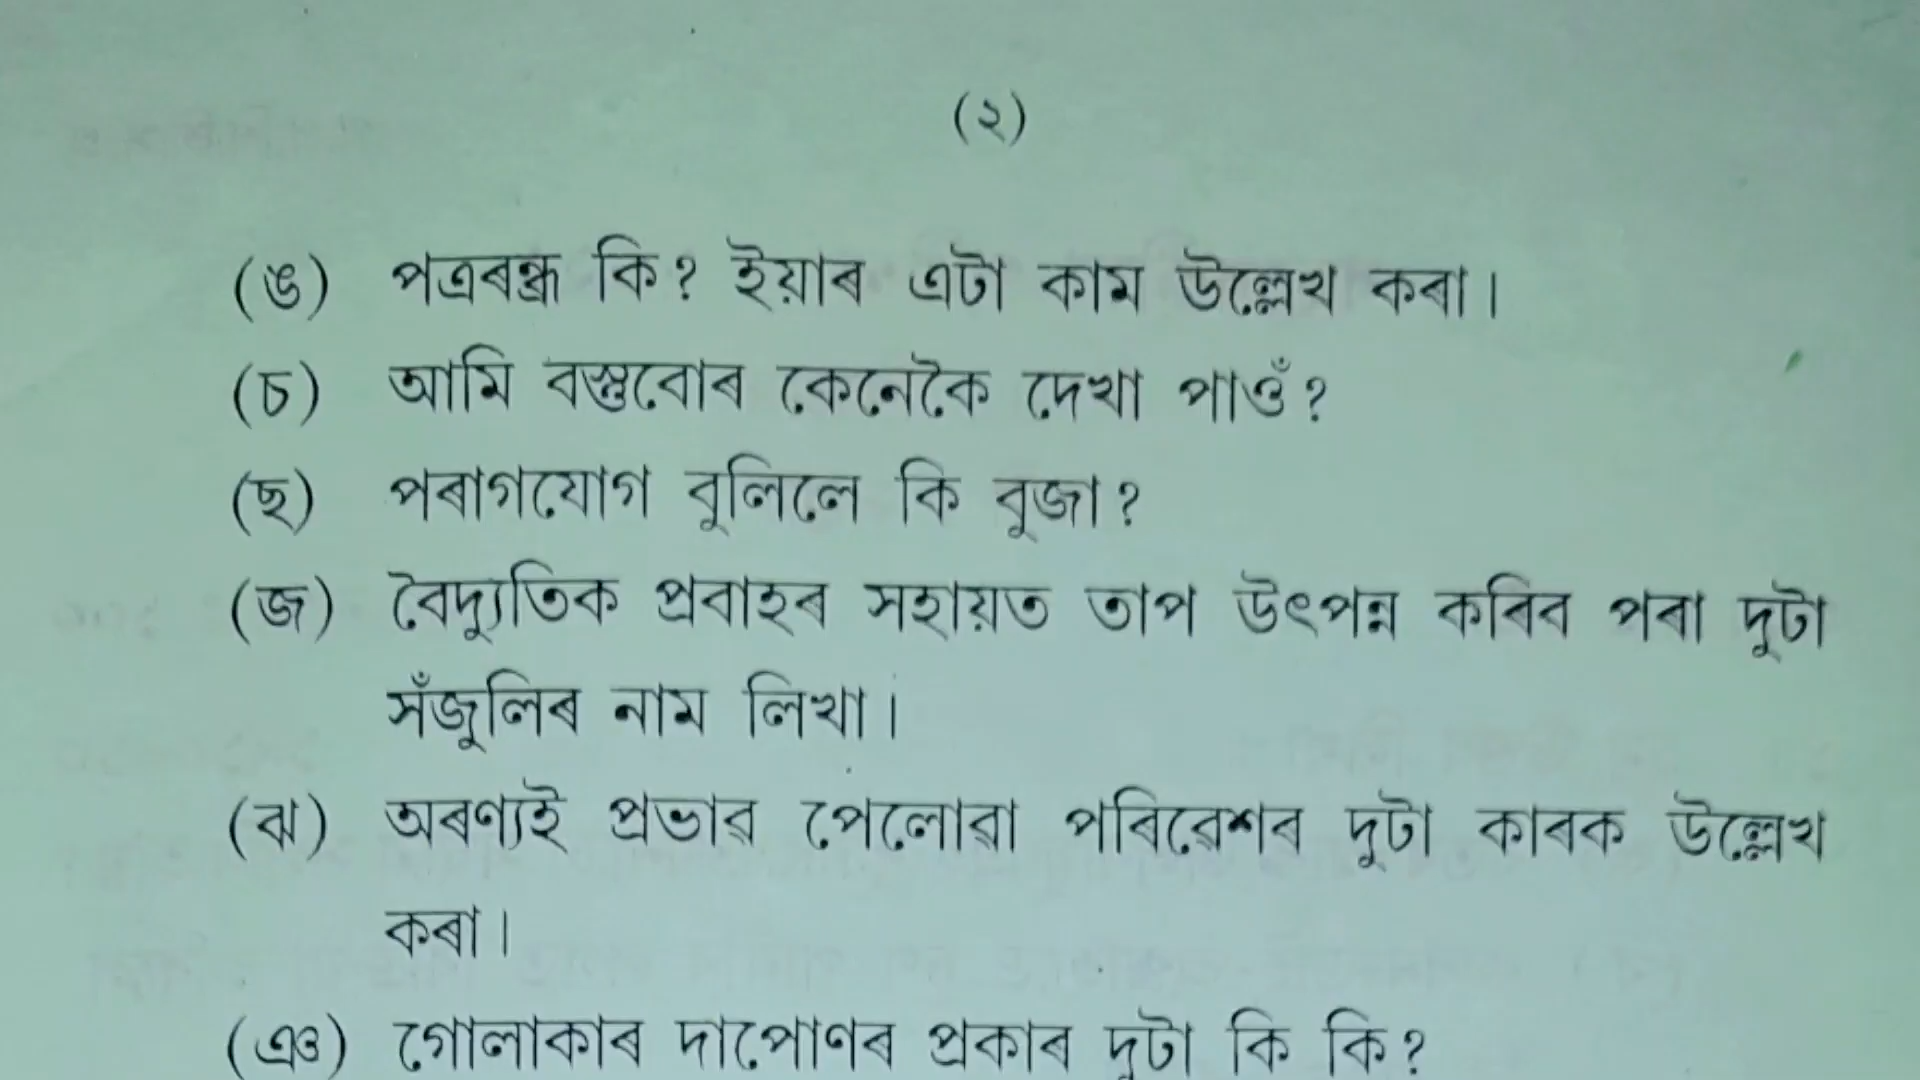 (২)
(ঙ) পত্ৰৰন্ধ্ৰ কি? ইয়াৰ এটা কাম উল্লেখ কৰা।
(চ) আমি বস্তুবোৰ কেনেকৈ দেখা পাওঁ?
(ছ) পৰাগযোগ বুলিলে কি বুজা?
(জ) বৈদ্যুতিক প্ৰবাহৰ সহায়ত তাপ উৎপন্ন কৰিব পৰা দুটা
সঁজুলিৰ নাম লিখা।
(ঝ) অৰণ্যই প্ৰভাৱ পেলোৱা পৰিৱেশৰ দুটা কাৰক উল্লেখ
কৰা।
(ঞ) গোলাকাৰ দাপোণৰ প্ৰকাৰ দুটা কি কি?